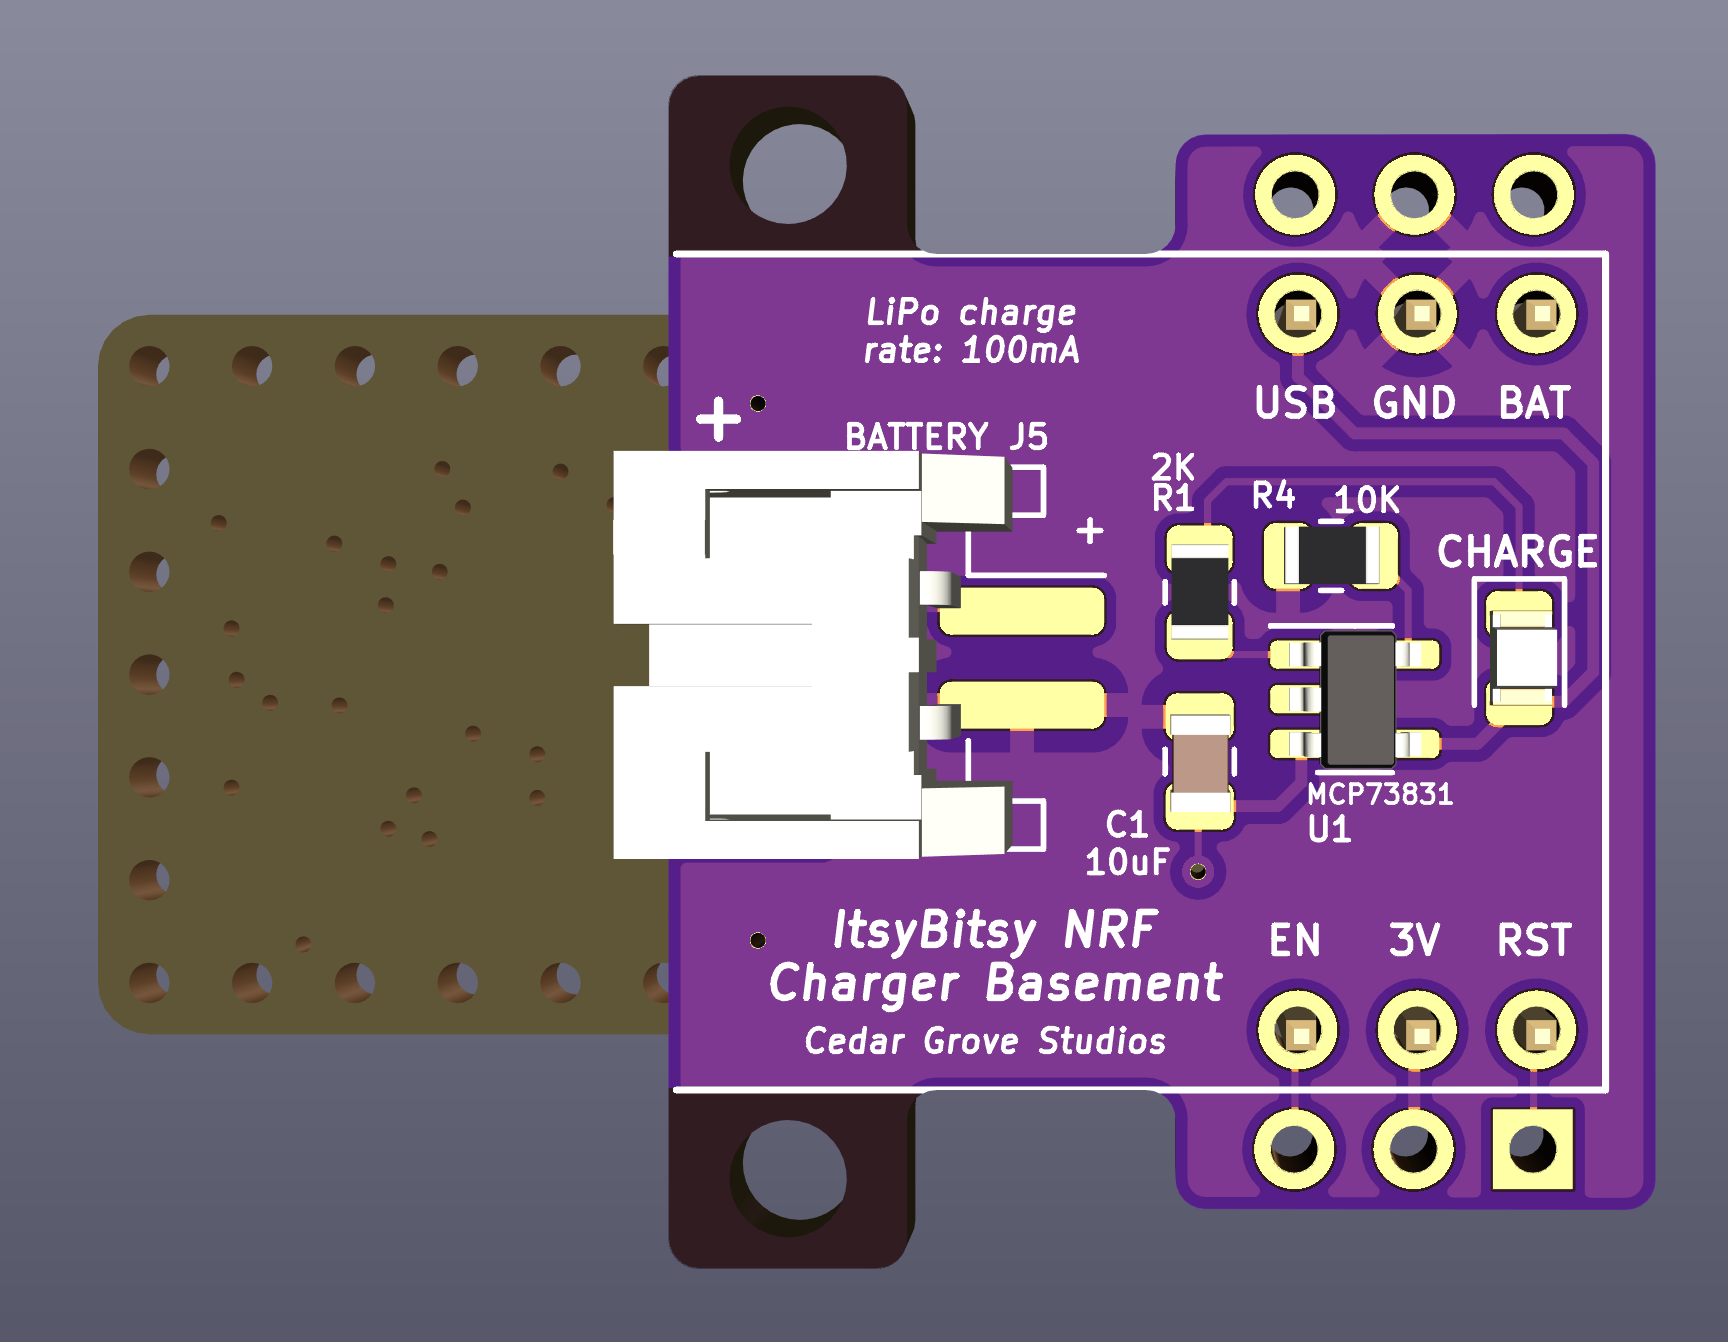 LiPo charge
rate: 100mA
USB GND BAT
+
BATTERY J5
2K
R1
R4 10K
+
CHARGE
MCP73831
U1
C1
10uF
ItsyBitsy NRF
Charger Basement
Cedar Grove Studios
EN 3V RST